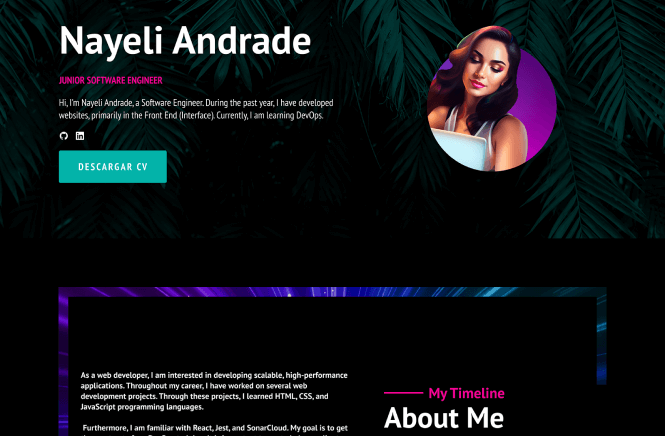 Nayeli Andrade
JUNIOR SOFTWARE ENGINEER
Hi, I'm Nayeli Andrade, a Software Engineer. During the past year, I have developed
websites, primarily in the Front End (Interface). Currently, I am learning DevOps.
DESCARGAR CV
As a web developer, I am interested in developing scalable, high-performance
applications. Throughout my career, I have worked on several web
development projects. Through these projects, I learned HTML, CSS, and
JavaScript programming languages.
Furthermore, I am familiar with React, Jest, and SonarCloud. My goal is to get
My Timeline
About Me